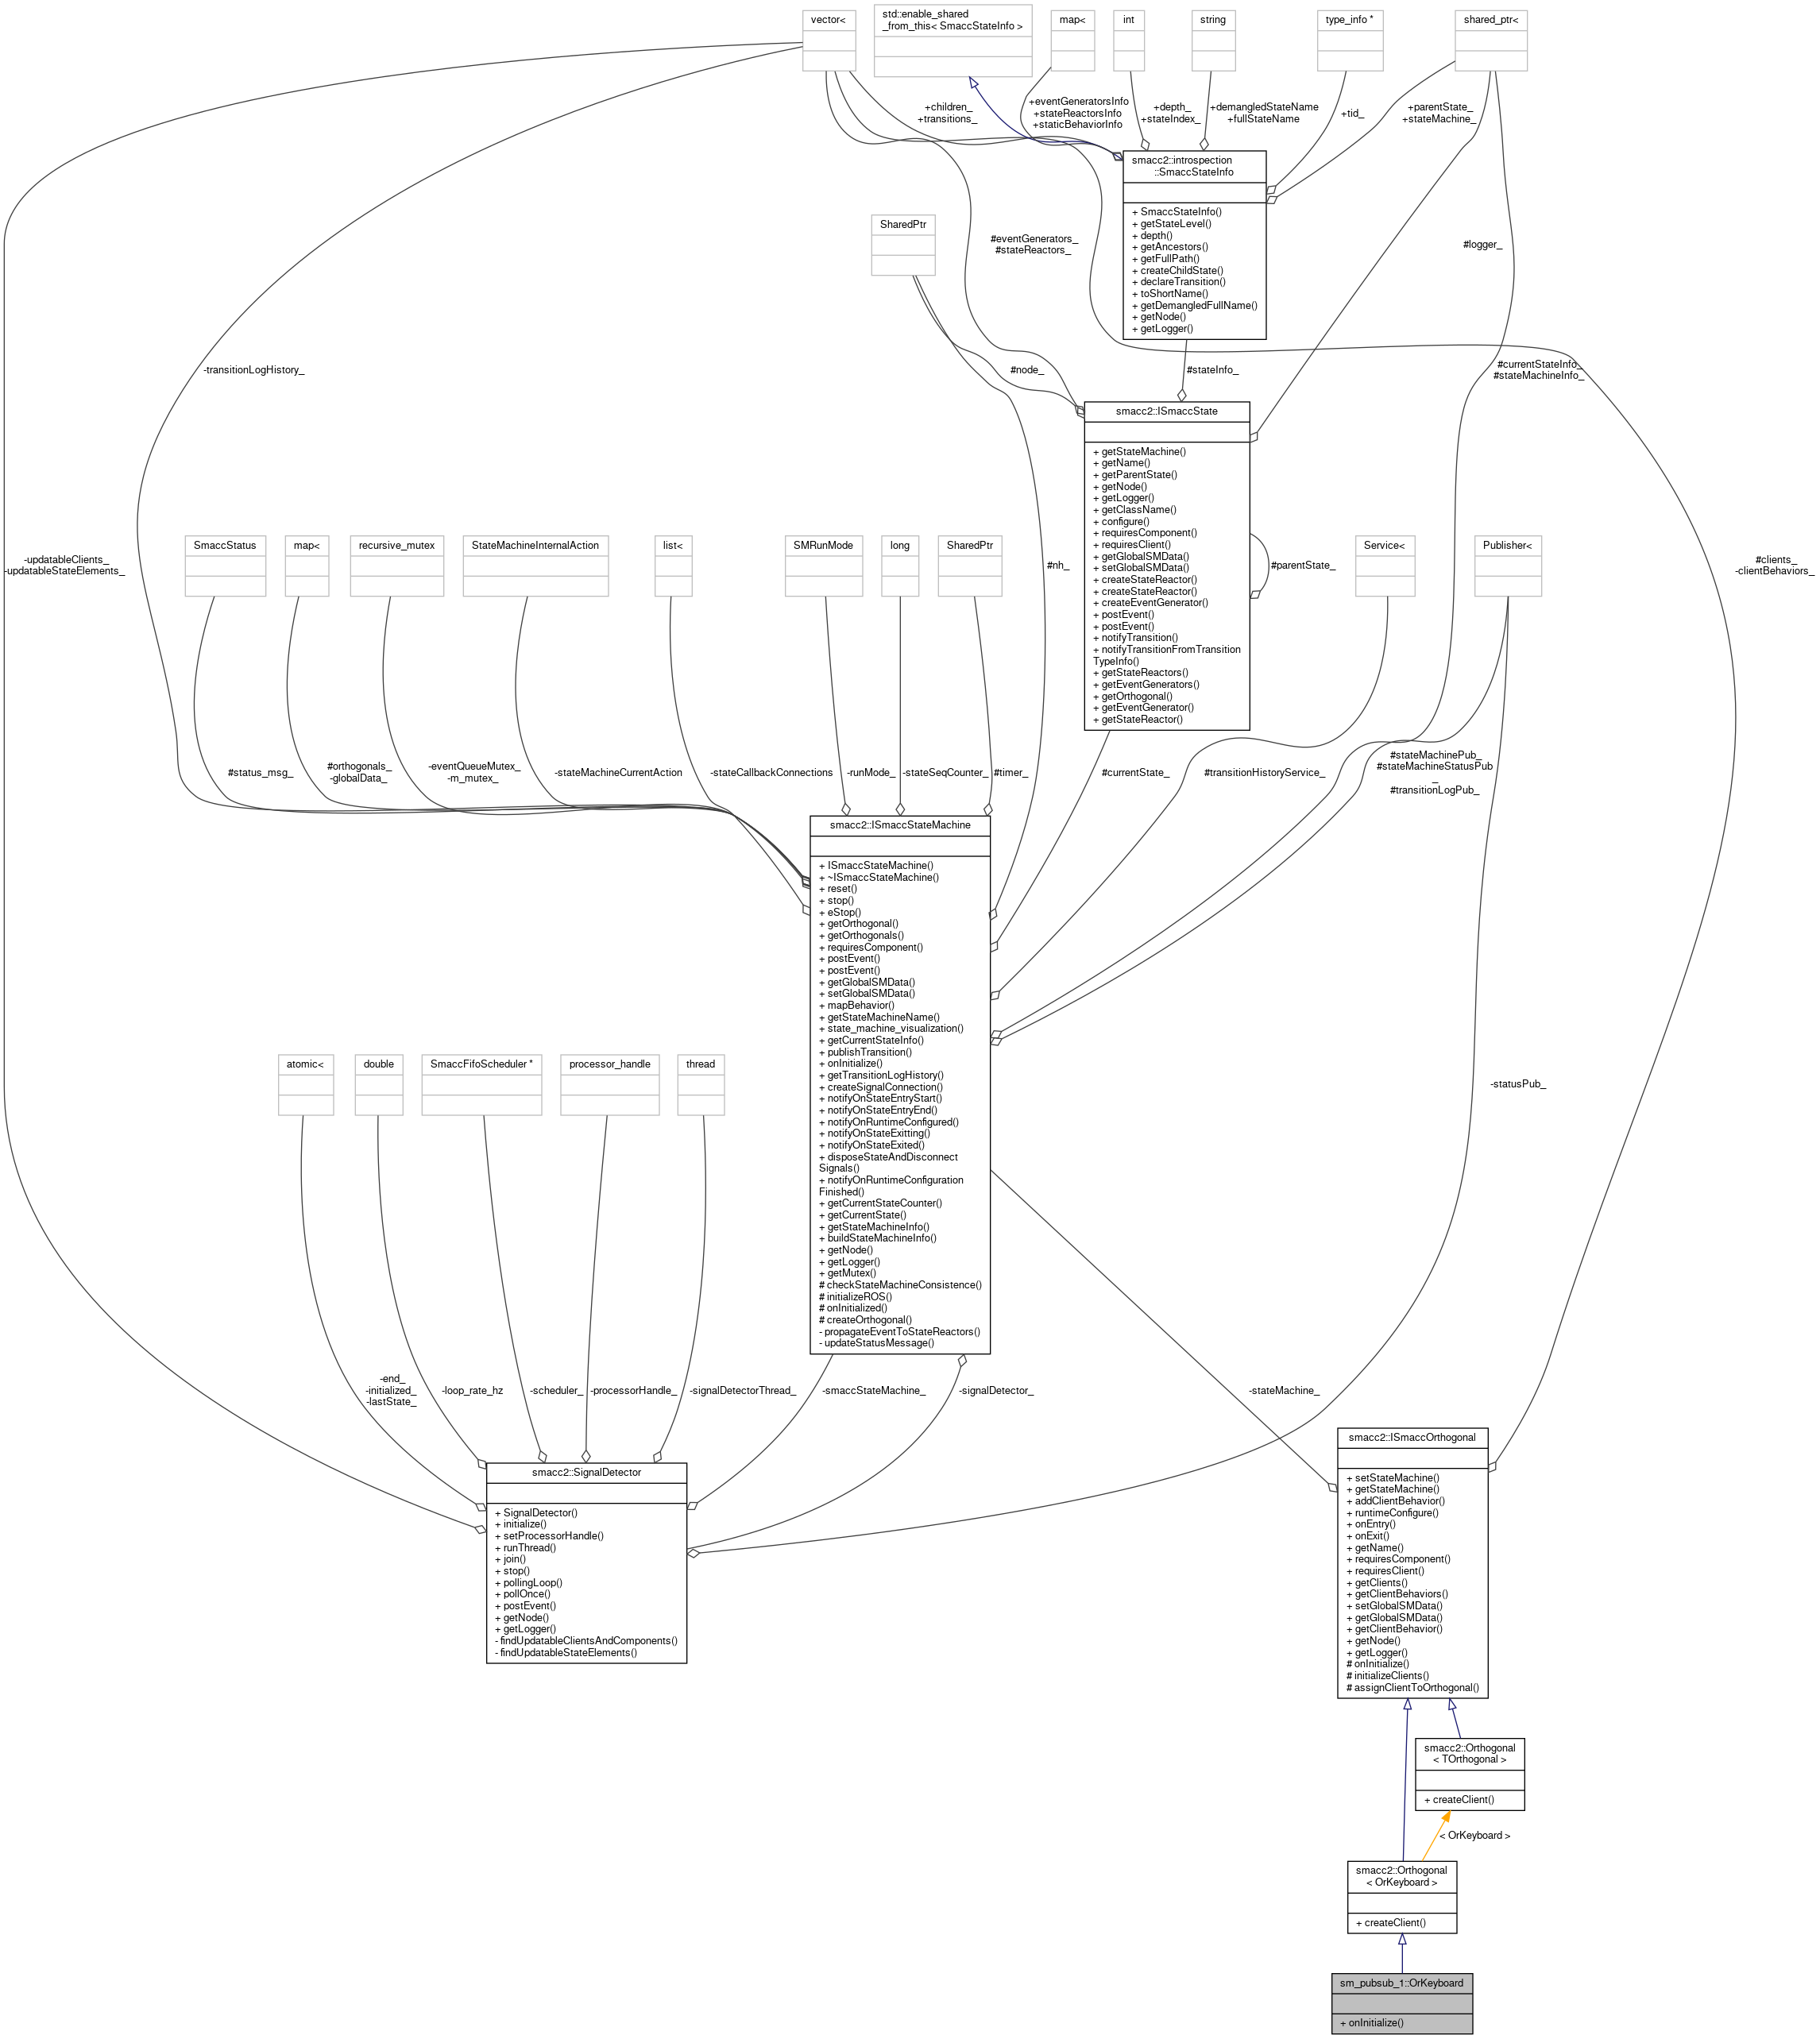 vector<
std::enable_shared
_from_this< SmaccStateInfo >
map<
int
string
type_info *
shared_ptr<
+children_
+transitions_
+eventGeneratorsInfo
+stateReactorsInfo
+staticBehaviorInfo
+depth_
+stateIndex_
+demangledStateName
+fullStateName
+tid_
+parentState_
+stateMachine_
smacc2::introspection
::SmaccStateInfo
+ SmaccStateInfo()
+ getStateLevel()
+ depth()
+ getAncestors()
+ getFullPath()
+ createChildState()
+ declareTransition()
+ toShortName()
+ getDemangledFullName()
+ getNode()
+ getLogger()
SharedPtr
#eventGenerators_
#stateReactors_
#logger_
-transitionLogHistory_
#node_
#stateInfo_
#currentStateInfo_
#stateMachineInfo_
smacc2::ISmaccState
+ getStateMachine()
+ getName()
+ getParentState()
+ getNode()
+ getLogger()
+ getClassName()
+ configure()
+ requiresComponent()
+ requiresClient()
+ getGlobalSMData()
+ setGlobalSMData()
+ createStateReactor()
+ createStateReactor()
+ createEventGenerator()
+ postEvent()
+ postEvent()
+ notifyTransition()
+ notifyTransitionFromTransition
TypeInfo()
+ getStateReactors()
+ getEventGenerators()
+ getOrthogonal()
+ getEventGenerator()
+ getStateReactor()
-updatableClients_
-updatableStateElements_
SmaccStatus
map<
recursive_mutex
StateMachineInternalAction
list<
SMRunMode
long
SharedPtr
#nh_
#parentState_
Service<
Publisher<
#clients_
-clientBehaviors_
#status_msg_
#orthogonals_
-globalData_
-eventQueueMutex_
-m_mutex_
-stateMachineCurrentAction
-stateCallbackConnections
-runMode_
-stateSeqCounter_
#timer_
#currentState_
#transitionHistoryService_
#stateMachinePub_
#stateMachineStatusPub
_
#transitionLogPub_
smacc2::ISmaccStateMachine
+ ISmaccStateMachine()
+ ~ISmaccStateMachine()
+ reset()
+ stop()
+ eStop()
+ getOrthogonal()
+ getOrthogonals()
+ requiresComponent()
+ postEvent()
+ postEvent()
+ getGlobalSMData()
+ setGlobalSMData()
+ mapBehavior()
+ getStateMachineName()
+ state_machine_visualization()
+ getCurrentStateInfo()
+ publishTransition()
+ onInitialize()
+ getTransitionLogHistory()
+ createSignalConnection()
+ notifyOnStateEntryStart()
+ notifyOnStateEntryEnd()
+ notifyOnRuntimeConfigured()
+ notifyOnStateExitting()
+ notifyOnStateExited()
+ disposeStateAndDisconnect
Signals()
+ notifyOnRuntimeConfiguration
Finished()
+ getCurrentStateCounter()
+ getCurrentState()
+ getStateMachineInfo()
+ buildStateMachineInfo()
+ getNode()
+ getLogger()
+ getMutex()
# checkStateMachineConsistence()
# initializeROS()
# onInitialized()
# createOrthogonal()
- propagateEventToStateReactors()
- updateStatusMessage()
atomic<
double
SmaccFifoScheduler *
processor_handle
thread
-statusPub_
-end_
-initialized_
-lastState_
-loop_rate_hz
-scheduler_
-processorHandle_
-signalDetectorThread_
-smaccStateMachine_
-signalDetector_
-stateMachine_
smacc2::SignalDetector
+ SignalDetector()
+ initialize()
+ setProcessorHandle()
+ runThread()
+ join()
+ stop()
+ pollingLoop()
+ pollOnce()
+ postEvent()
+ getNode()
+ getLogger()
- findUpdatableClientsAndComponents()
- findUpdatableStateElements()
smacc2::ISmaccOrthogonal
+ setStateMachine()
+ getStateMachine()
+ addClientBehavior()
+ runtimeConfigure()
+ onEntry()
+ onExit()
+ getName()
+ requiresComponent()
+ requiresClient()
+ getClients()
+ getClientBehaviors()
+ setGlobalSMData()
+ getGlobalSMData()
+ getClientBehavior()
+ getNode()
+ getLogger()
# onInitialize()
# initializeClients()
# assignClientToOrthogonal()
smacc2::Orthogonal
< TOrthogonal >
+ createClient()
< OrKeyboard >
smacc2::Orthogonal
< OrKeyboard >
+ createClient()
sm_pubsub_1::OrKeyboard
+ onInitialize()